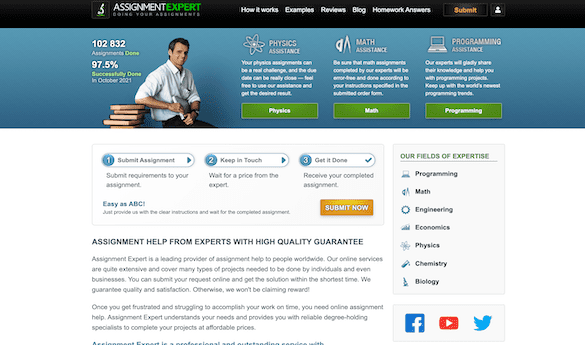 ASSIGNMENTEXPERT
DOING YOUR ASSIGNMENTS
How it works Examples Reviews Blog Homework Answers Submit
102 832
Assignments Done
97.5%
Successfully Done
In October 2021
PHYSICS
ASSISTANCE
Your physics assignments can
be a real challenge, and the due
date can be really close — feel
free to use our assistance and
get the desired result.
Physics
MATH
ASSISTANCE
Be sure that math assignments
completed by our experts will be
error-free and done according to
your instructions specified in the
submitted order form.
Math
PROGRAMMING
ASSISTANCE
Our experts will gladly share
their knowledge and help you
with programming projects.
Keep up with the world's newest
programming trends.
Programming
1 Submit Assignment
Submit requirements to your
assignment.
2 Keep in Touch
Wait for a price from the
expert.
3 Get it Done
Receive your completed
assignment.
Easy as ABC!
Just provide us with the clear instructions and wait for the completed assignment.
SUBMIT NOW
OUR FIELDS OF EXPERTISE
Programming
Math
Engineering
Economics
Physics
Chemistry
Biology
ASSIGNMENT HELP FROM EXPERTS WITH HIGH QUALITY GUARANTEE
Assignment Expert is a leading provider of assignment help to people worldwide. Our online services
are quite extensive and cover many types of projects needed to be done by individuals and even
businesses. You can submit your request online and get the solution within the shortest time. We
guarantee quality and satisfaction. Otherwise, we won't be claiming reward!
Once you get frustrated and struggling to accomplish your work on time, you need online assignment
help. Assignment Expert understands your needs and provides you with reliable degree-holding
specialists to complete your projects at affordable prices.
Assignment Expert is a professional and outstanding service with